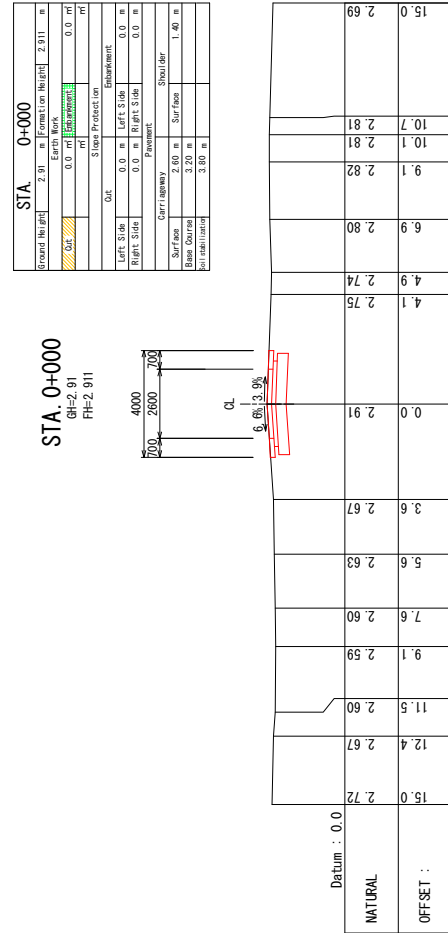 STA. 0+000
Ground Height 2.91 m Formation Height 2.911 m
Earth Work
Cut 0.0 ㎡ Embankment 0.0 ㎡
㎡ ㎡
Slope Protection
Cut Embankment
Left Side 0.0 m Left Side 0.0 m
Right Side 0.0 m Right Side 0.0 m
Pavement
Carriageway Shoulder
Surface 2.60 m Surface 1.40 m
Base Course 3.20 m
Soil stabilization 3.80 m
STA. 0+000
GH=2.91
FH=2.911
4000
700 2600 700
CL
6.6% 3.9%
Datum : 0.0
NATURAL 2.72 2.67 2.60 2.59 2.60 2.63 2.67 2.91 2.75 2.74 2.80 2.82 2.81 2.81 2.69
OFFSET : 15.0 12.4 11.5 9.1 7.6 5.6 3.6 0.0 4.1 4.9 6.9 9.1 10.1 10.7 15.0